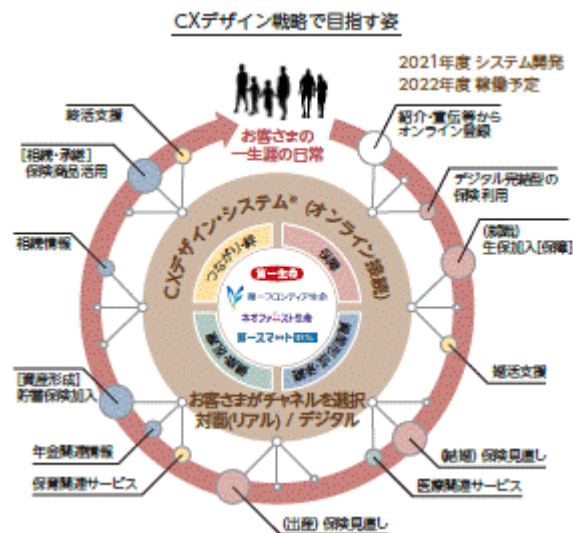 CXデザイン戦略で目指す姿
2021年度 システム開発
2022年度 稼働予定
紹介・宣伝等から
オンライン登録
デジタル完結型の
保険利用
(就職)
生保加入[保障]
婚活支援
(結婚) 保険見直し
医療関連サービス
(出産) 保険見直し
保育関連サービス
年金関連情報
[資産形成]
貯蓄保険加入
相続情報
[相続・承継]
保険商品活用
終活支援
お客さまの
一生涯の日常
CXデザイン・システム® (オンライン接続)
つながり・絆
保障
健康・医療
資産形成・承継
第一生命
第一フロンティア生命
ネオファースト生命
第一スマート
お客さまがチャネルを選択
対面(リアル) / デジタル